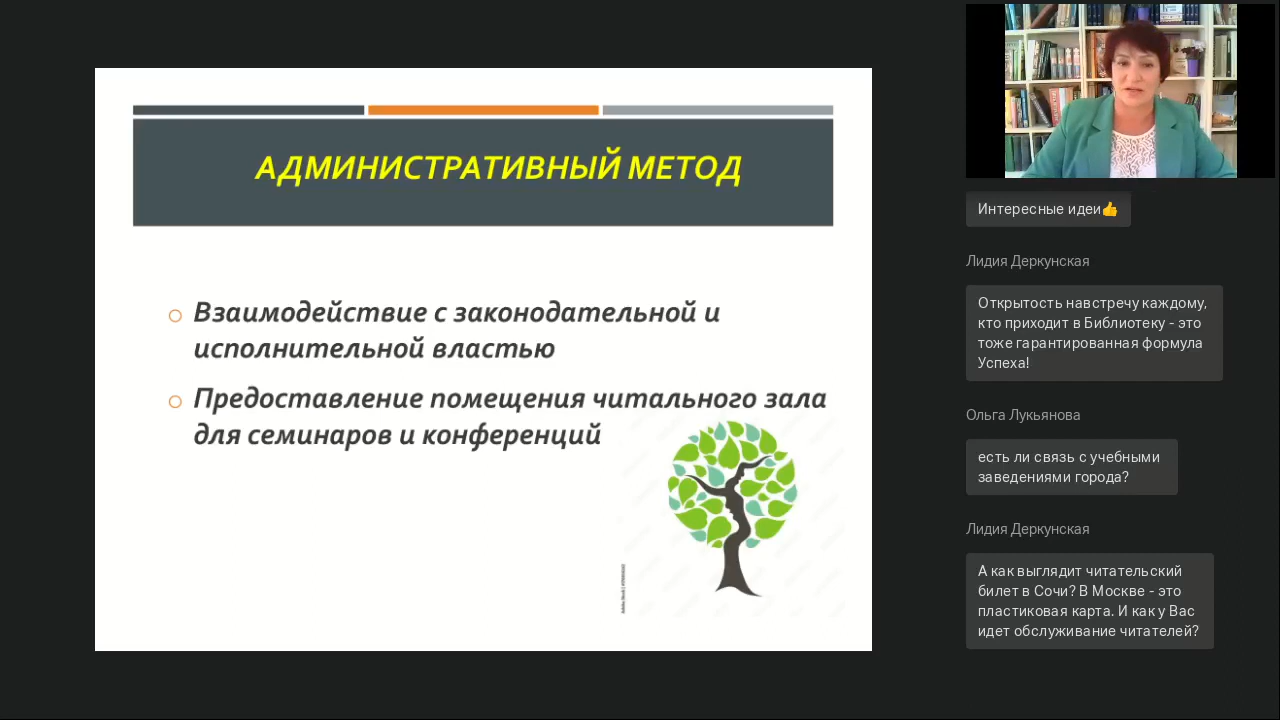 АДМИНИСТРАТИВНЫЙ МЕТОД
Взаимодействие с законодательной и
исполнительной властью
Предоставление помещения читального зала
для семинаров и конференций
Интересные идеи👍
Лидия Деркунская
Открытость навстречу каждому,
кто приходит в Библиотеку - это
тоже гарантированная формула
Успеха!
Ольга Лукьянова
есть ли связь с учебными
заведениями города?
Лидия Деркунская
А как выглядит читательский
билет в Сочи? В Москве - это
пластиковая карта. И как у Вас
идет обслуживание читателей?